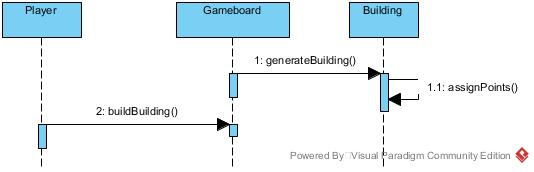 Player
Gameboard
Building
1: generateBuilding()
1.1: assignPoints()
2: buildBuilding()
Powered By Visual Paradigm Community Edition